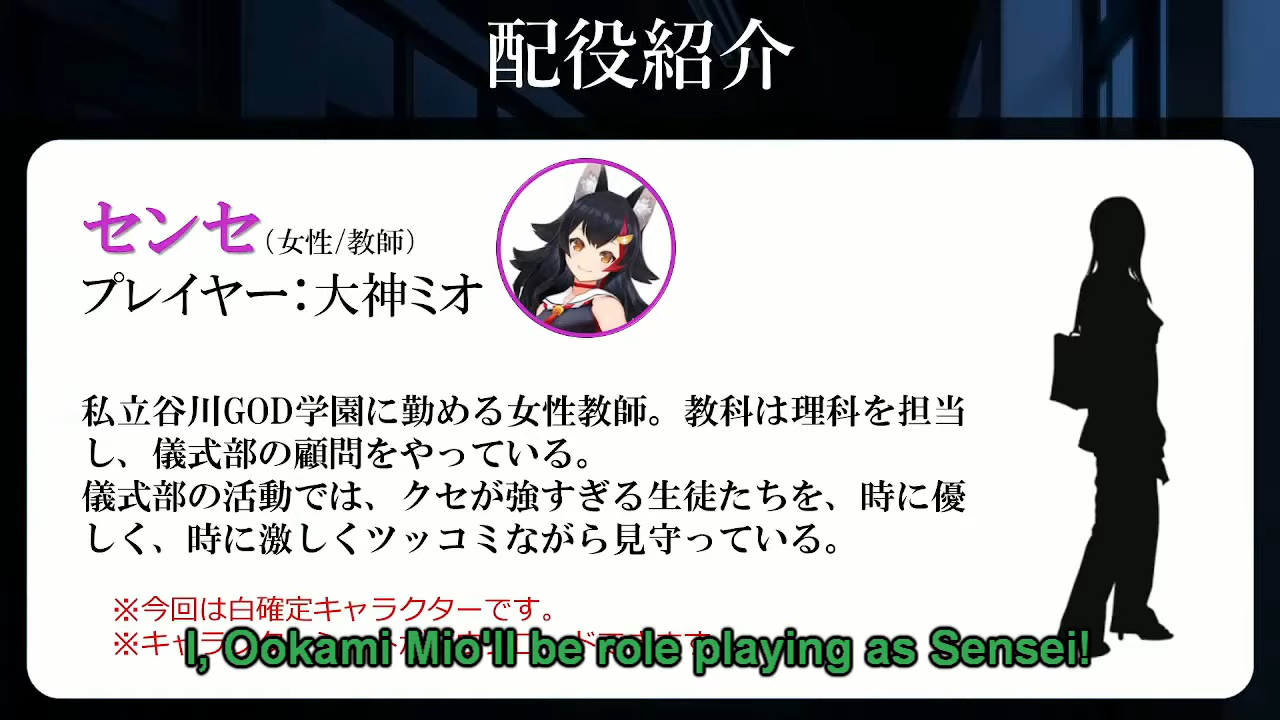 配役紹介
センセ（女性/教師）
プレイヤー：大神ミオ
私立谷川GOD学園に勤める女性教師。教科は理科を担当
し、儀式部の顧問をやっている。
儀式部の活動では、クセが強すぎる生徒たちを、時に優
しく、時に激しくツッコミながら見守っている。
※今回は白確定キャラクターです。
※キャラ
I, Ookami Mio'll be role playing as Sensei!